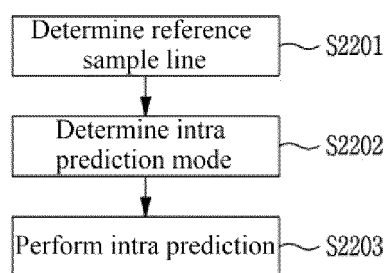 Determine reference
sample line
S2201
Determine intra
prediction mode
S2202
Perform intra prediction
S2203